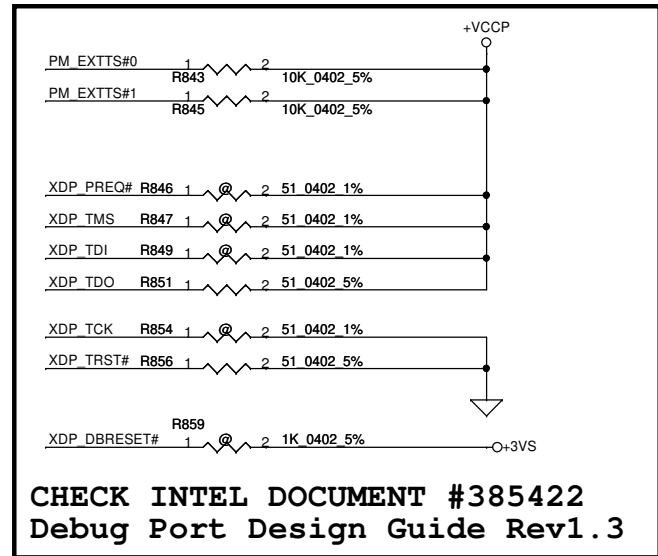 +VCCP
PM_EXTTS#0 1 2
R843 10K_0402_5%
PM_EXTTS#1 1 2
R845 10K_0402_5%
XDP_PREQ# R846 1 @ 2 51_0402_1%
XDP_TMS R847 1 @ 2 51_0402_1%
XDP_TDI R849 1 @ 2 51_0402_1%
XDP_TDO R851 1 2 51_0402_5%
XDP_TCK R854 1 @ 2 51_0402_1%
XDP_TRST# R856 1 2 51_0402_5%
R859
XDP_DBRESET# 1 @ 2 1K_0402_5% +3VS
CHECK INTEL DOCUMENT #385422
Debug Port Design Guide Rev1.3